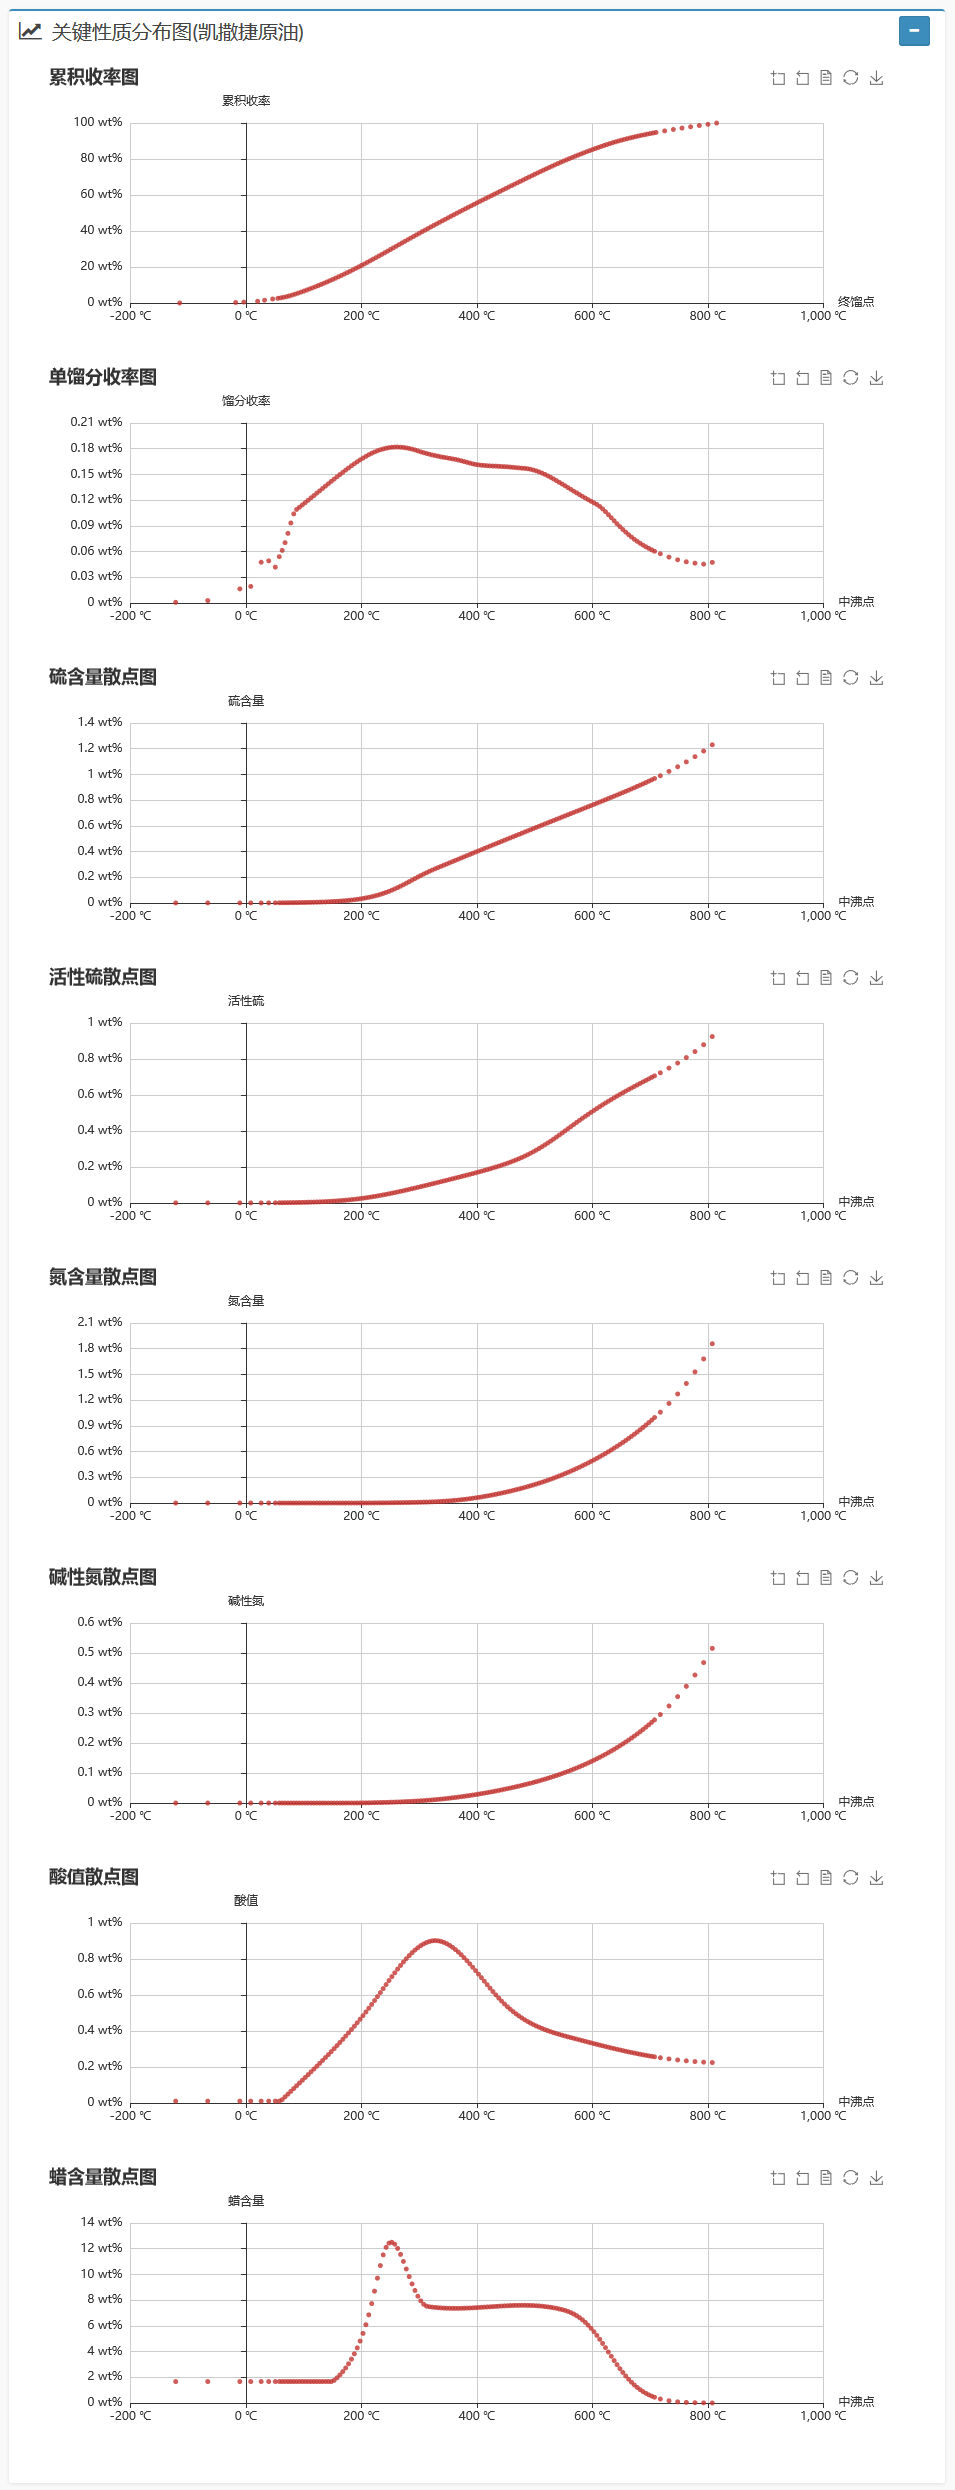 关键性质分布图(凯撒捷原油)
累积收率图
累积收率
100 wt%
80 wt%
60 wt%
40 wt%
20 wt%
0 wt%
-200 ℃ 0 ℃ 200 ℃ 400 ℃ 600 ℃ 800 ℃ 1,000 ℃ 终馏点
单馏分收率图
馏分收率
0.21 wt%
0.18 wt%
0.15 wt%
0.12 wt%
0.09 wt%
0.06 wt%
0.03 wt%
0 wt%
-200 ℃ 0 ℃ 200 ℃ 400 ℃ 600 ℃ 800 ℃ 1,000 ℃ 中沸点
硫含量散点图
硫含量
1.4 wt%
1.2 wt%
1 wt%
0.8 wt%
0.6 wt%
0.4 wt%
0.2 wt%
0 wt%
-200 ℃ 0 ℃ 200 ℃ 400 ℃ 600 ℃ 800 ℃ 1,000 ℃ 中沸点
活性硫散点图
活性硫
1 wt%
0.8 wt%
0.6 wt%
0.4 wt%
0.2 wt%
0 wt%
-200 ℃ 0 ℃ 200 ℃ 400 ℃ 600 ℃ 800 ℃ 1,000 ℃ 中沸点
氮含量散点图
氮含量
2.1 wt%
1.8 wt%
1.5 wt%
1.2 wt%
0.9 wt%
0.6 wt%
0.3 wt%
0 wt%
-200 ℃ 0 ℃ 200 ℃ 400 ℃ 600 ℃ 800 ℃ 1,000 ℃ 中沸点
碱性氮散点图
碱性氮
0.6 wt%
0.5 wt%
0.4 wt%
0.3 wt%
0.2 wt%
0.1 wt%
0 wt%
-200 ℃ 0 ℃ 200 ℃ 400 ℃ 600 ℃ 800 ℃ 1,000 ℃ 中沸点
酸值散点图
酸值
1 wt%
0.8 wt%
0.6 wt%
0.4 wt%
0.2 wt%
0 wt%
-200 ℃ 0 ℃ 200 ℃ 400 ℃ 600 ℃ 800 ℃ 1,000 ℃ 中沸点
蜡含量散点图
蜡含量
14 wt%
12 wt%
10 wt%
8 wt%
6 wt%
4 wt%
2 wt%
0 wt%
-200 ℃ 0 ℃ 200 ℃ 400 ℃ 600 ℃ 800 ℃ 1,000 ℃ 中沸点